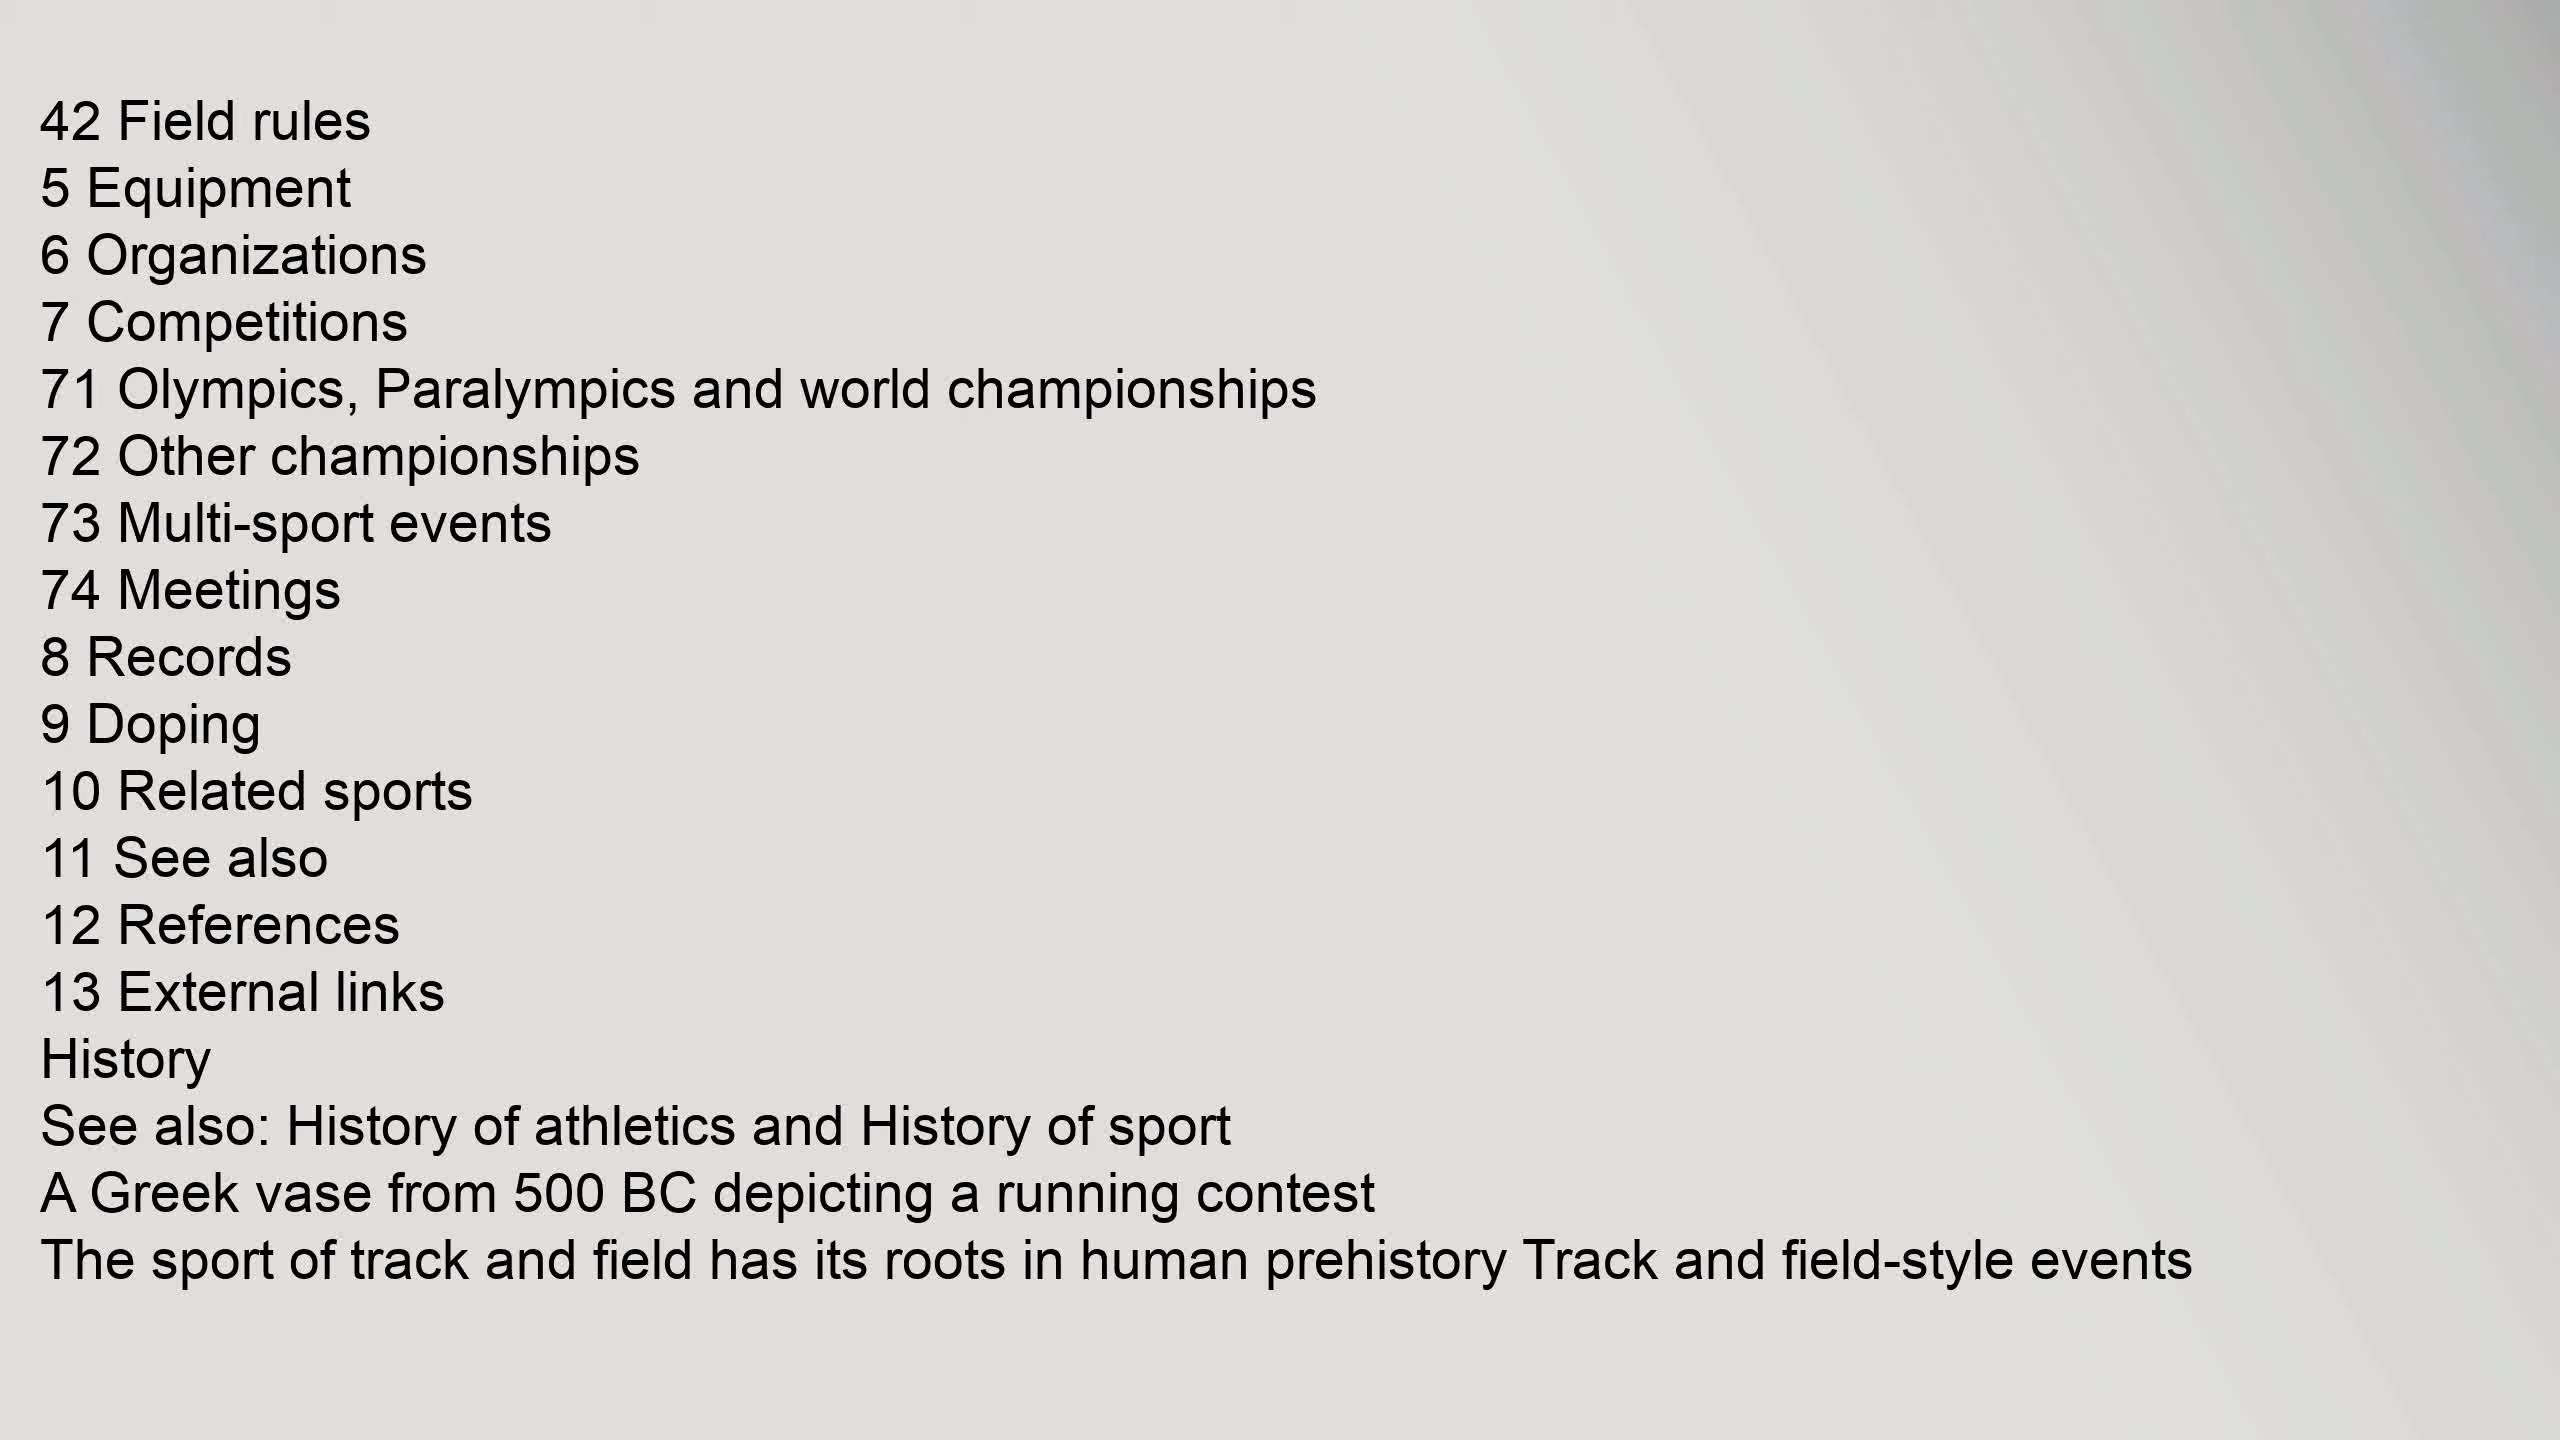 42 Field rules
5 Equipment
6 Organizations
7 Competitions
71 Olympics, Paralympics and world championships
72 Other championships
73 Multi-sport events
74 Meetings
8 Records
9 Doping
10 Related sports
11 See also
12 References
13 External links
History
See also: History of athletics and History of sport
A Greek vase from 500 BC depicting a running contest
The sport of track and field has its roots in human prehistory Track and field-style events